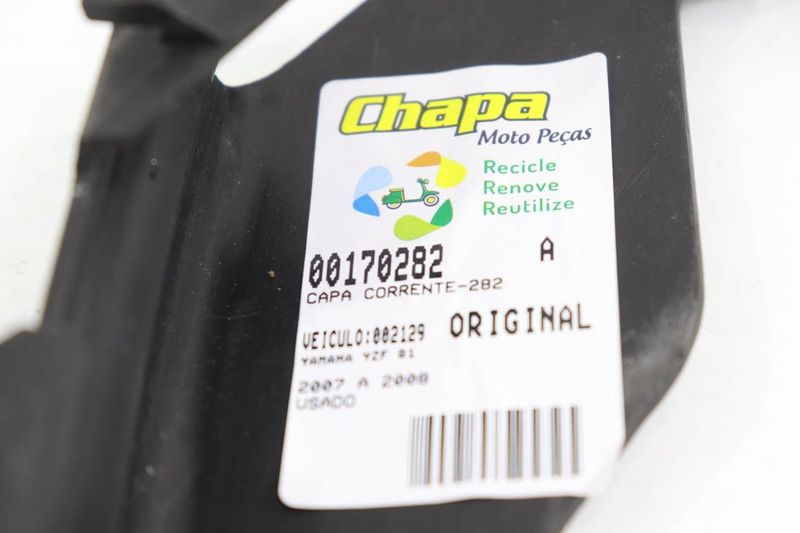 Chapa
Moto Peças
Recicle
Renove
Reutilize
00170282 A
CAPA CORRENTE-282
VEICULO:002129 ORIGINAL
YAMAHA YZF R1
2007 A 2008
USADO